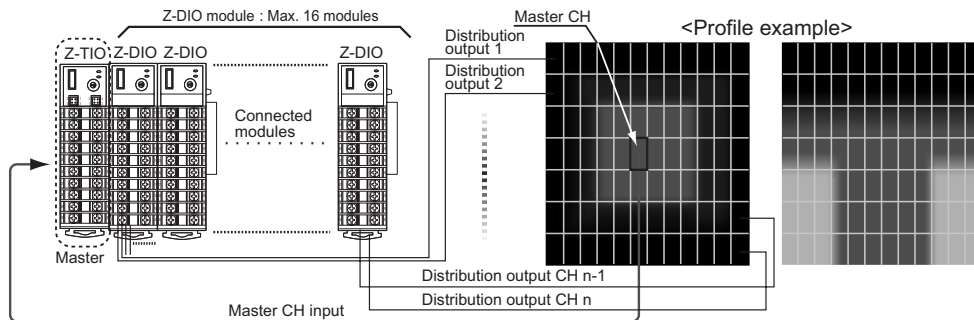 Z-DIO module : Max. 16 modules
Master CH
<Profile example>
Z-TIO
Z-DIO
Z-DIO
Z-DIO
Distribution
output 1
Distribution
output 2
Connected
modules
Master
Distribution output CH n-1
Distribution output CH n
Master CH input